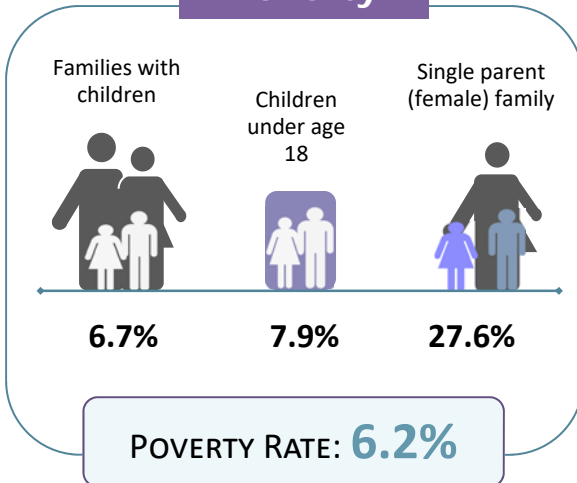 Families with
children
Children
under age
18
Single parent
(female) family
6.7%
7.9%
27.6%
POVERTY RATE: 6.2%